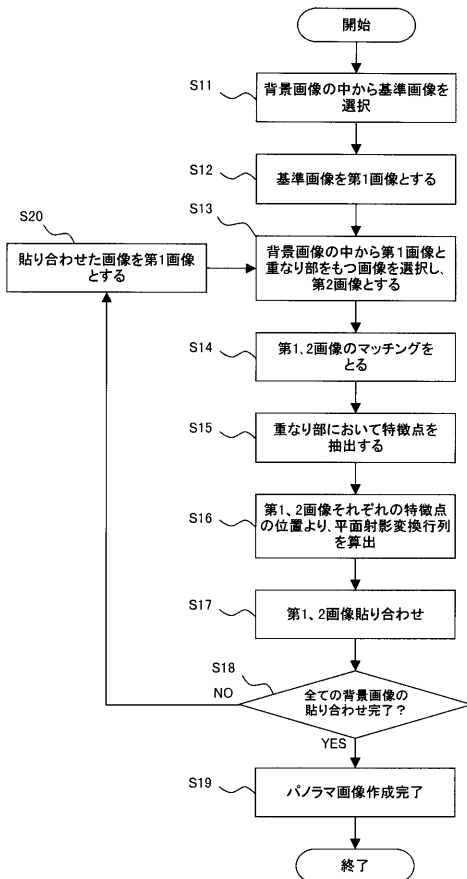 開始
S11
背景画像の中から基準画像を
選択
S12
基準画像を第1画像とする
S20
貼り合わせた画像を第1画像
とする
S13
背景画像の中から第1画像と
重なり部をもつ画像を選択し、
第2画像とする
S14
第1、2画像のマッチングを
とる
S15
重なり部において特徴点を
抽出する
S16
第1、2画像それぞれの特徴点
の位置より、平面射影変換行列
を算出
S17
第1、2画像貼り合わせ
S18
全ての背景画像の
貼り合わせ完了?
NO
YES
S19
パノラマ画像作成完了
終了